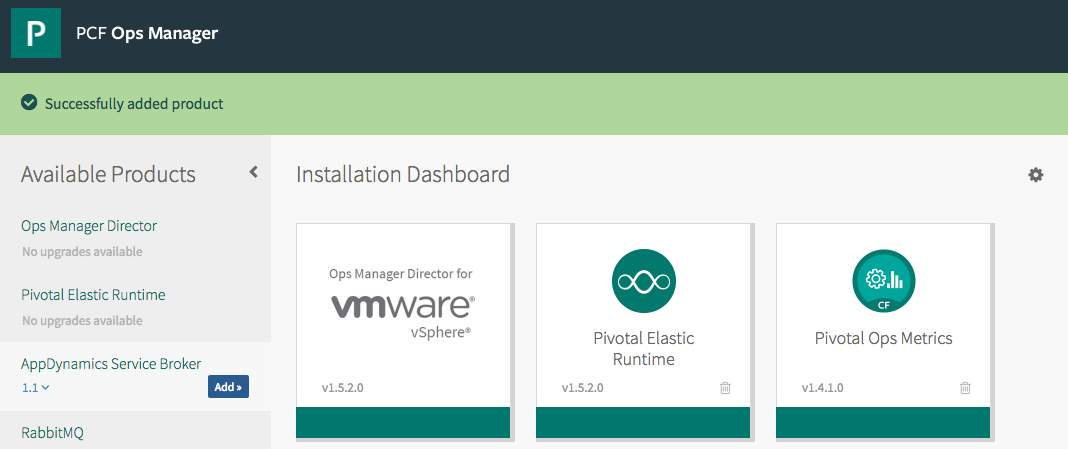 P
PCF Ops Manager
Successfully added product
Available Products
Installation Dashboard
Ops Manager Director
No upgrades available
Pivotal Elastic Runtime
No upgrades available
AppDynamics Service Broker
1.1
Add »
RabbitMQ
Ops Manager Director for
vmware®
vSphere®
v1.5.2.0
Pivotal Elastic
Runtime
v1.5.2.0
CF
Pivotal Ops Metrics
v1.4.1.0